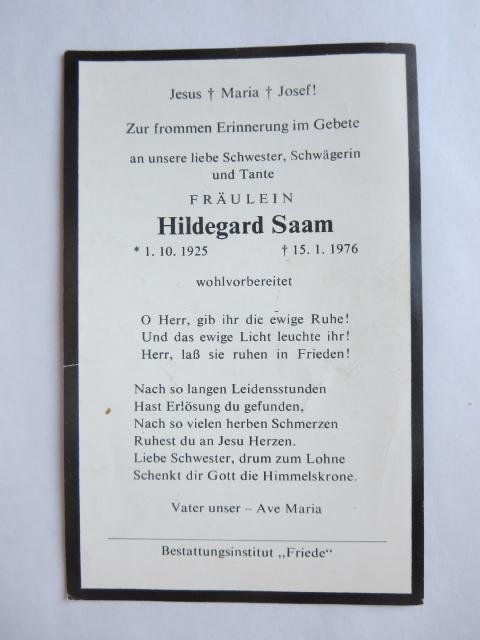 Jesus † Maria † Josef!
Zur frommen Erinnerung im Gebete
an unsere liebe Schwester, Schwägerin
und Tante
FRÄULEIN
Hildegard Saam
* 1. 10. 1925 † 15. 1. 1976
wohlvorbereitet
O Herr, gib ihr die ewige Ruhe!
Und das ewige Licht leuchte ihr!
Herr, laß sie ruhen in Frieden!
Nach so langen Leidensstunden
Hast Erlösung du gefunden,
Nach so vielen herben Schmerzen
Ruhest du an Jesu Herzen.
Liebe Schwester, drum zum Lohne
Schenkt dir Gott die Himmelskrone.
Vater unser – Ave Maria
Bestattungsinstitut „Friede“